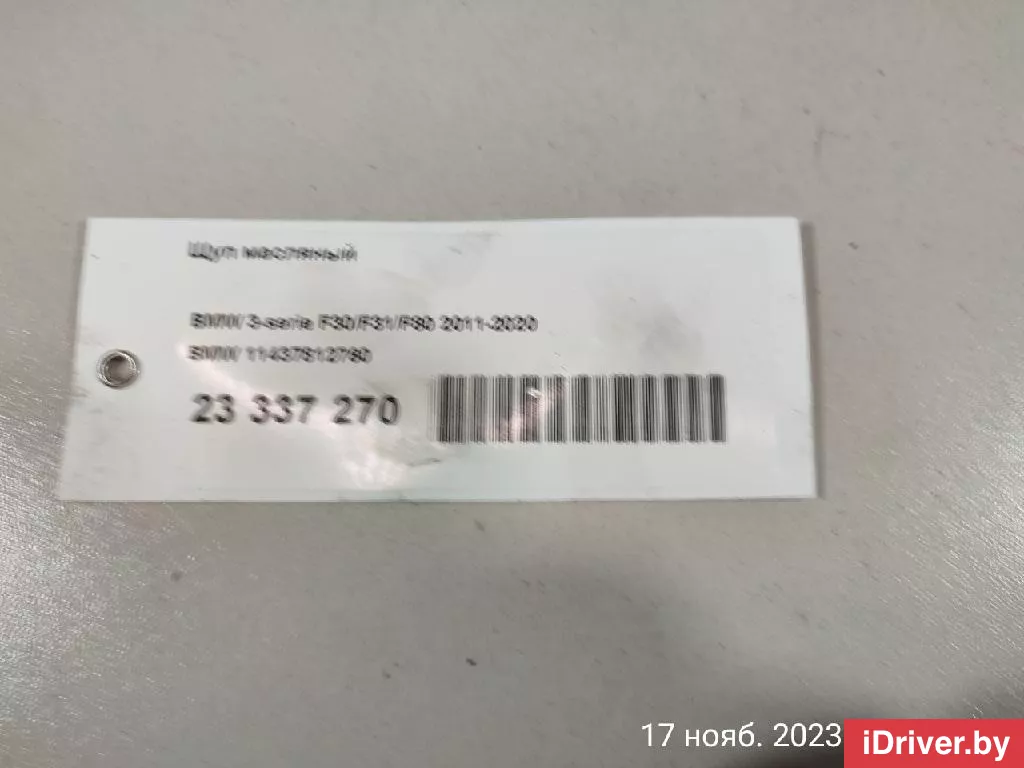 Щуп масляный
BMW 3-serie F30/F31/F80 2011-2020
BMW 11437812780
23 337 270
17 нояб. 2023
iDriver.by